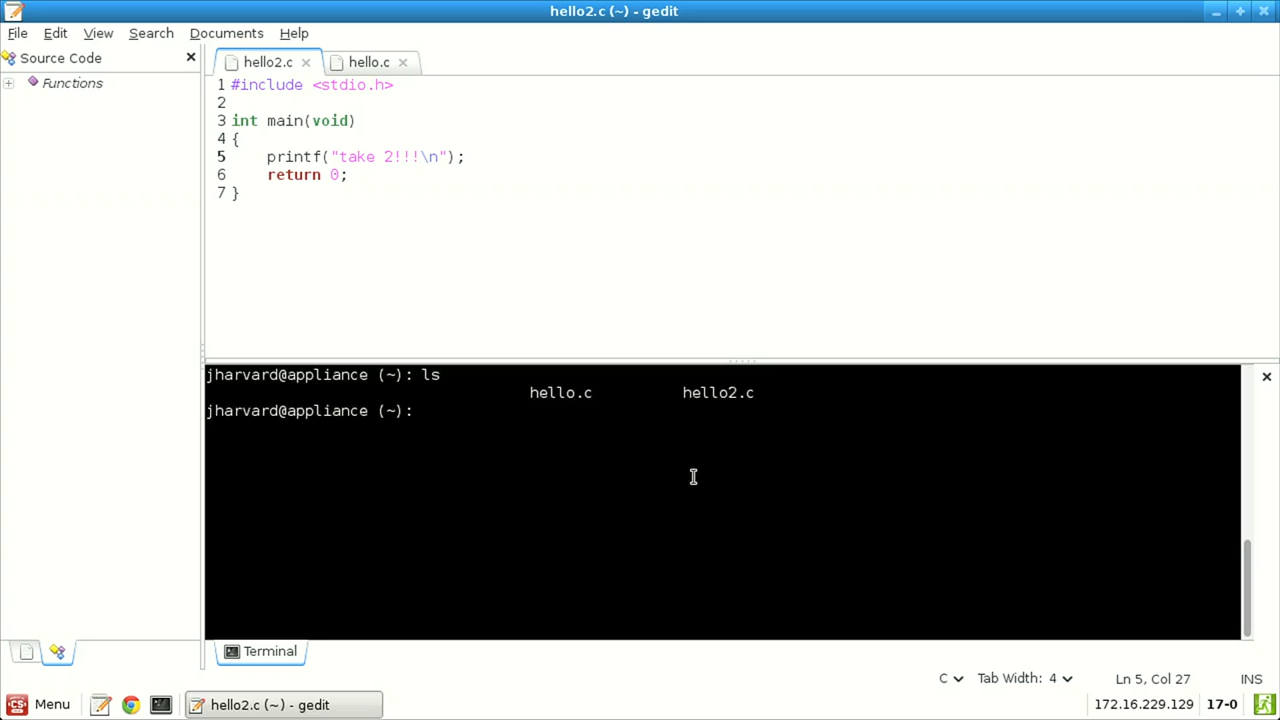 hello2.c (~) - gedit
File Edit View Search Documents Help
Source Code
Functions
hello2.c hello.c
1 #include <stdio.h>
2
3 int main(void)
4 {
5     printf("take 2!!!\n");
6     return 0;
7 }
jharvard@appliance (~): ls
hello.c hello2.c
jharvard@appliance (~):
Terminal
C Tab Width: 4 Ln 5, Col 27 INS
CS Menu hello2.c (~) - gedit 172.16.229.129 17-0